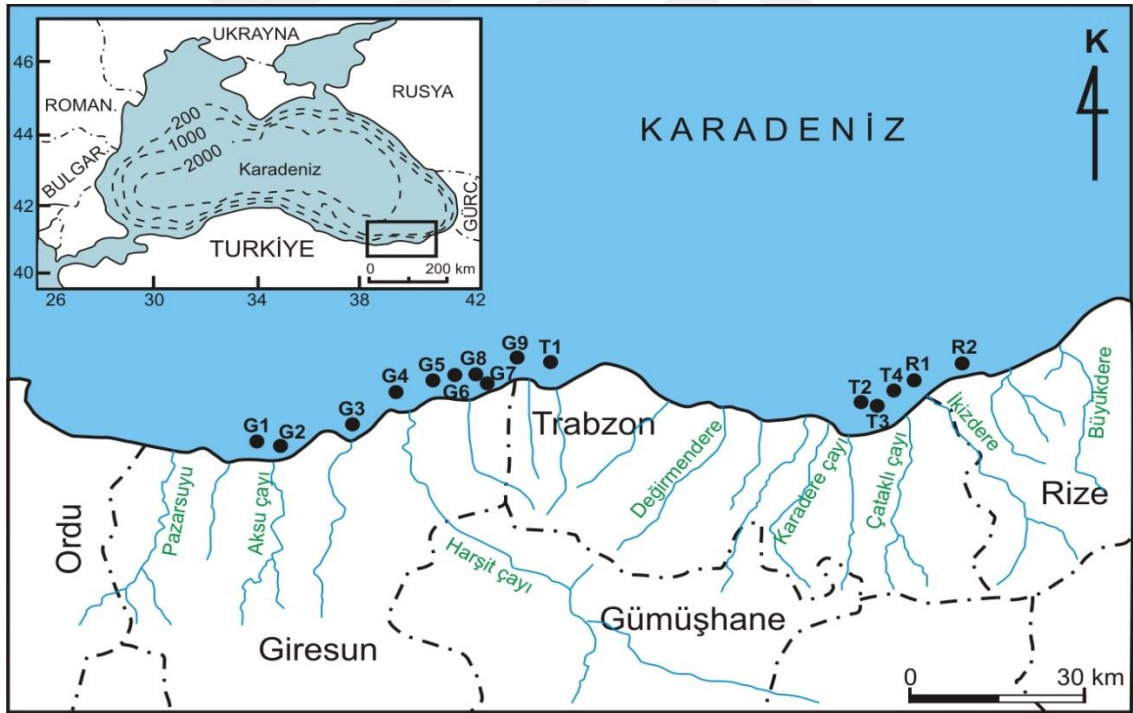 46
44
42
40
26
30
34
38
42
UKRAYNA
RUSYA
ROMAN.
BULGAR.
GÜRC.
TURKİYE
Karadeniz
200
1000
2000
0 200 km
K
KARADENİZ
G1
G2
G3
G4
G5
G6
G8
G7
G9
T1
T2
T3
T4
R1
R2
Ordu
Pazarsuyu
Aksu çayı
Giresun
Harşit çayı
Trabzon
Değirmendere
Gümüşhane
Karadere çayı
Çataklı çayı
İkizdere
Büyükdere
Rize
0 30 km